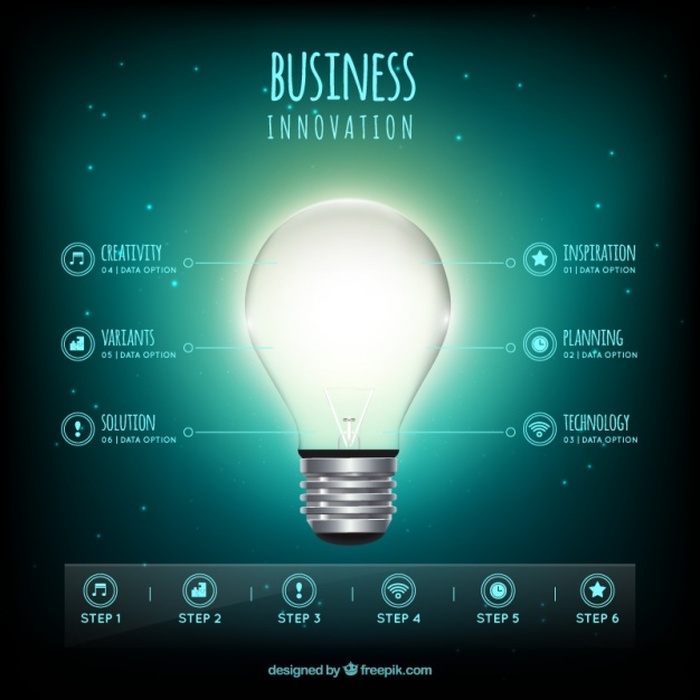 BUSINESS
INNOVATION
CREATIVITY
04 | DATA OPTION
VARIANTS
05 | DATA OPTION
SOLUTION
06 | DATA OPTION
INSPIRATION
01 | DATA OPTION
PLANNING
02 | DATA OPTION
TECHNOLOGY
03 | DATA OPTION
STEP 1 | STEP 2 | STEP 3 | STEP 4 | STEP 5 | STEP 6
designed by freepik.com